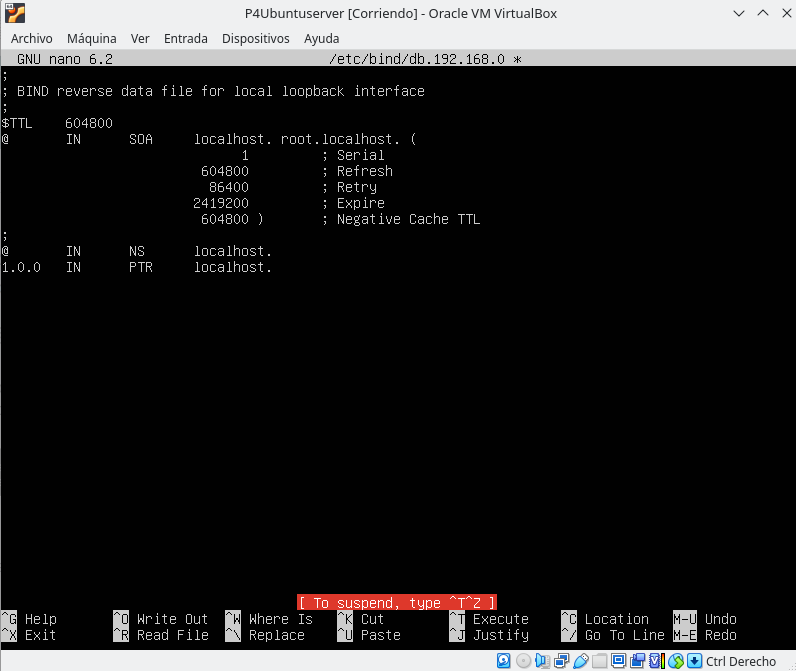 P4Ubuntuserver [Corriendo] - Oracle VM VirtualBox
Archivo Máquina Ver Entrada Dispositivos Ayuda
GNU nano 6.2 /etc/bind/db.192.168.0 *
;
; BIND reverse data file for local loopback interface
;
$TTL 604800
@ IN SOA localhost. root.localhost. (
1 ; Serial
604800 ; Refresh
86400 ; Retry
2419200 ; Expire
604800 ) ; Negative Cache TTL
;
@ IN NS localhost.
1.0.0 IN PTR localhost.
[ To suspend, type ^T^Z ]
^G Help ^O Write Out ^W Where Is ^K Cut ^T Execute ^C Location M-U Undo
^X Exit ^R Read File ^\ Replace ^U Paste ^J Justify ^/ Go To Line M-E Redo
Ctrl Derecho